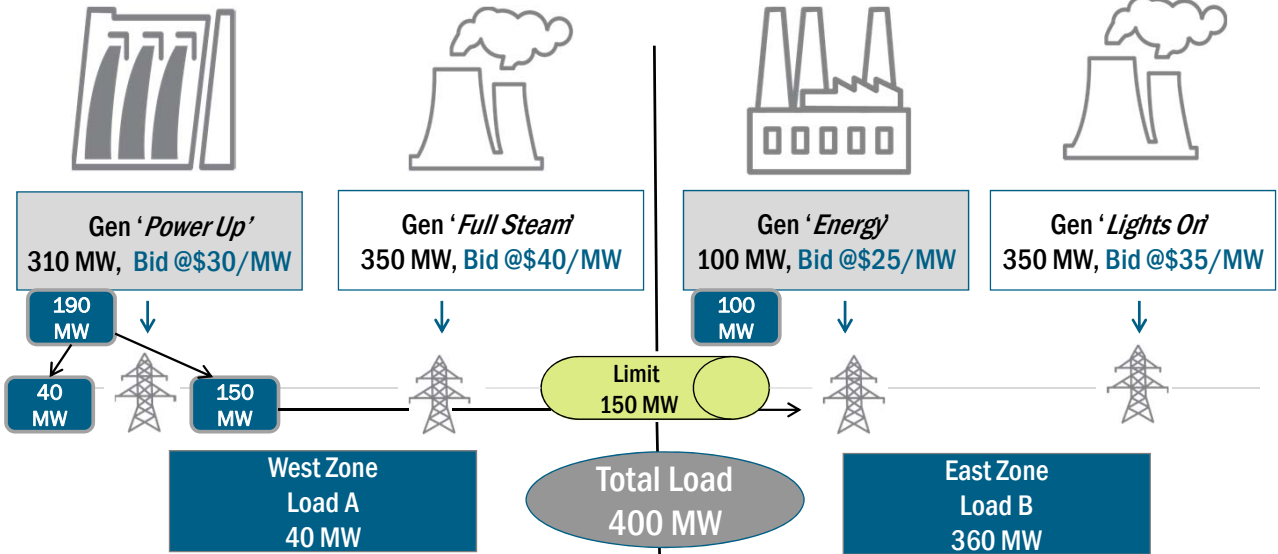 Gen ‘Power Up’
310 MW, Bid @$30/MW
Gen ‘Full Steam’
350 MW, Bid @$40/MW
Gen ‘Energy’
100 MW, Bid @$25/MW
Gen ‘Lights On’
350 MW, Bid @$35/MW
190
MW
100
MW
40
MW
150
MW
Limit
150 MW
West Zone
Load A
40 MW
Total Load
400 MW
East Zone
Load B
360 MW